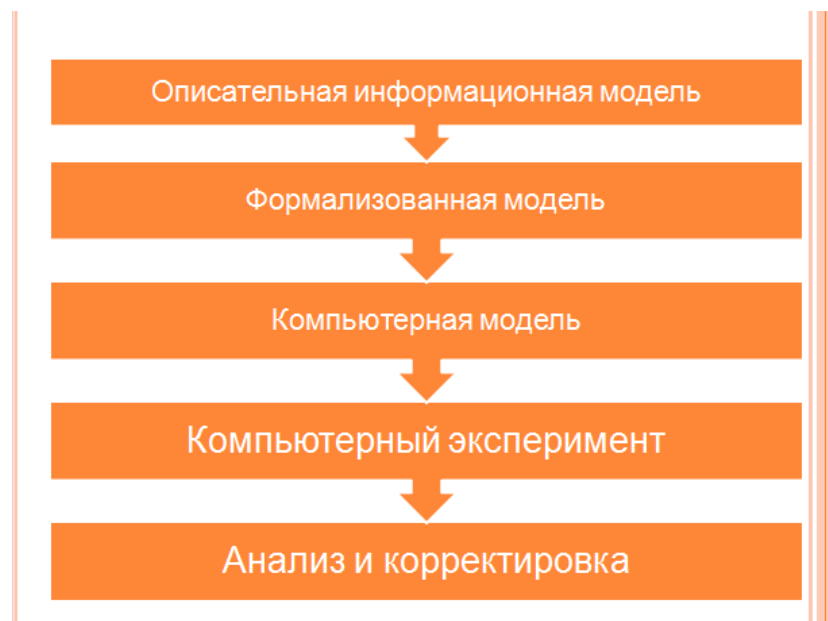 Описательная информационная модель
Формализованная модель
Компьютерная модель
Компьютерный эксперимент
Анализ и корректировка